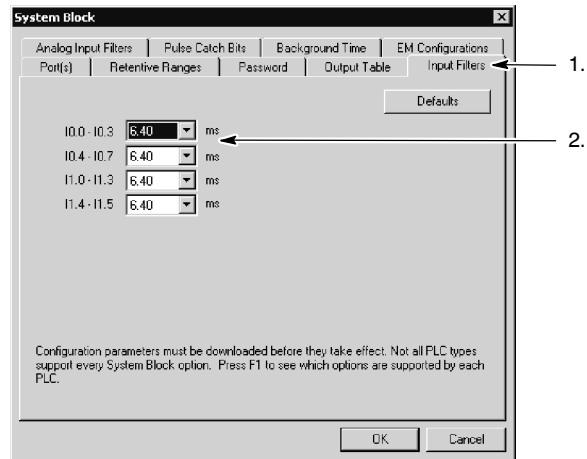 System Block
Analog Input Filters Pulse Catch Bits Background Time EM Configurations
Port(s) Retentive Ranges Password Output Table Input Filters 1.
Defaults
I0.0 - I0.3 6.40 ms 2.
I0.4 - I0.7 6.40 ms
I1.0 - I1.3 6.40 ms
I1.4 - I1.5 6.40 ms
Configuration parameters must be downloaded before they take effect. Not all PLC types
support every System Block option. Press F1 to see which options are supported by each
PLC.
OK Cancel